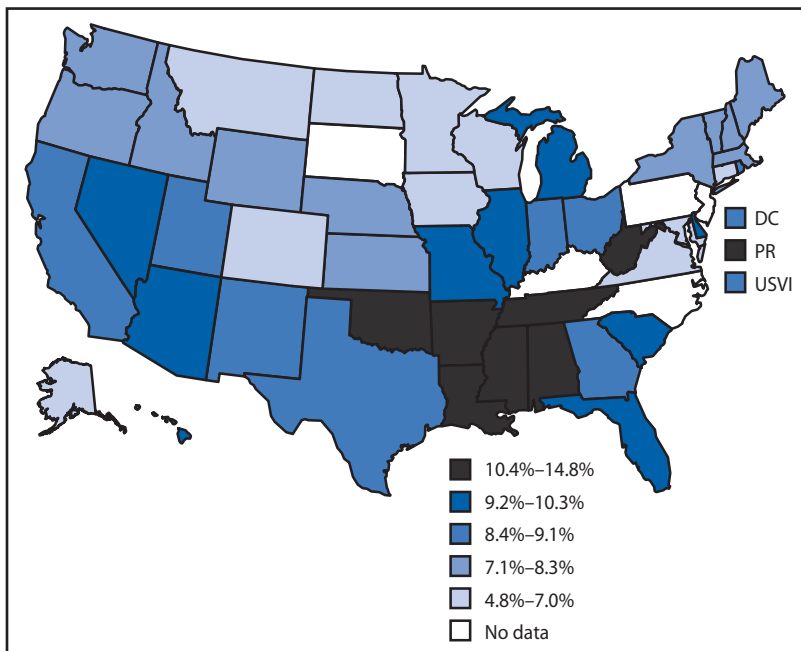 DC
PR
USVI
10.4%–14.8%
9.2%–10.3%
8.4%–9.1%
7.1%–8.3%
4.8%–7.0%
No data